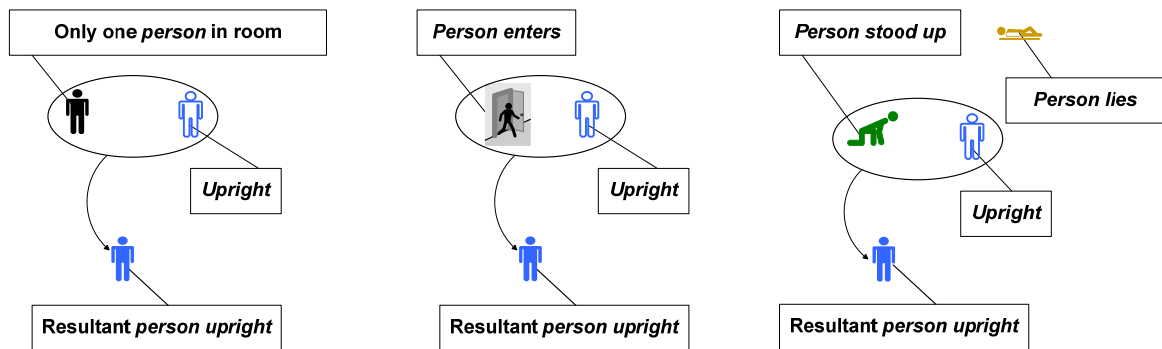 Only one person in room
Upright
Resultant person upright
Person enters
Upright
Resultant person upright
Person stood up
Person lies
Upright
Resultant person upright